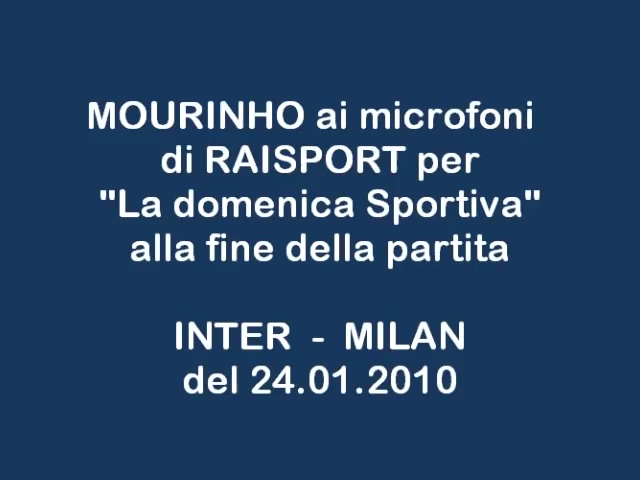 MOURINHO ai microfoni
di RAISPORT per
"La domenica Sportiva"
alla fine della partita
INTER - MILAN
del 24.01.2010